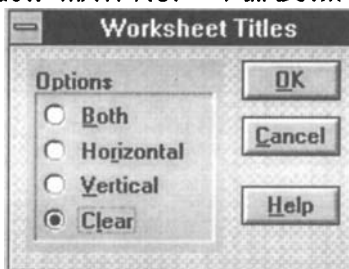 Worksheet Titles
Options
Both
Horizontal
Vertical
Clear
OK
Cancel
Help